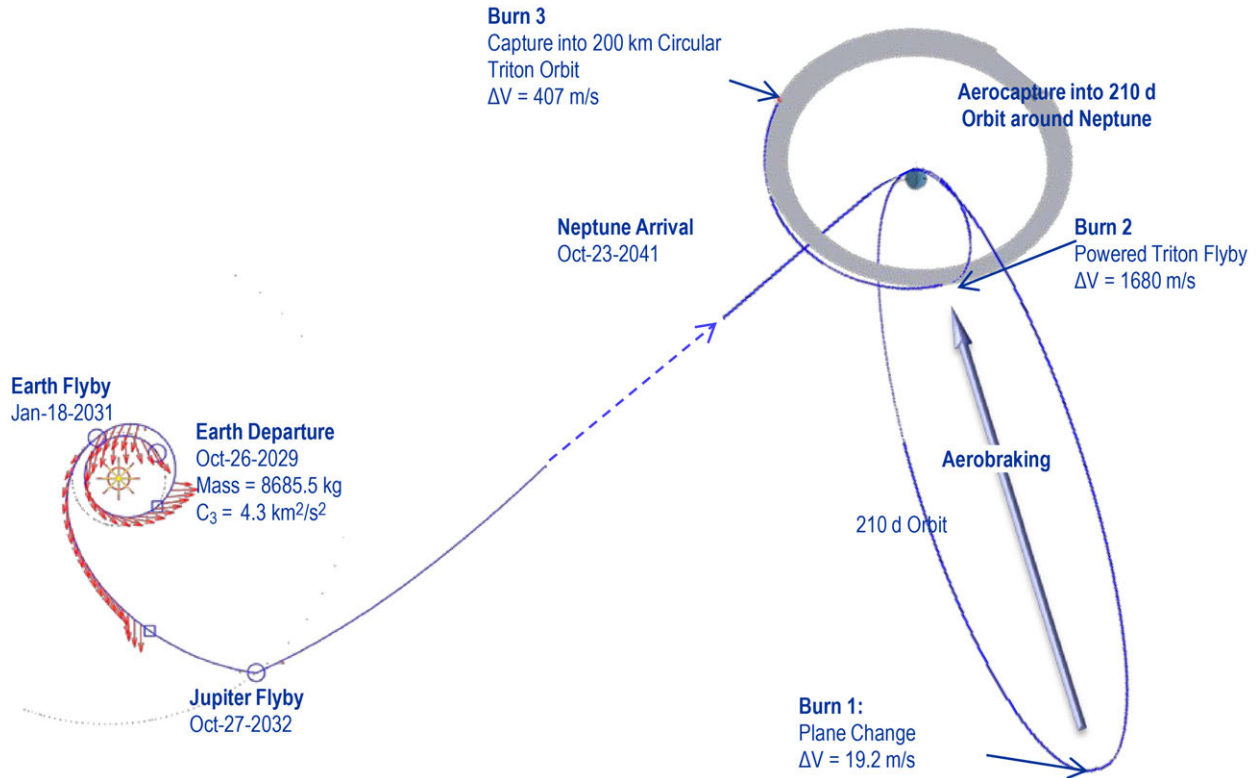 Burn 3
Capture into 200 km Circular
Triton Orbit
ΔV = 407 m/s
Aerocapture into 210 d
Orbit around Neptune
Neptune Arrival
Oct-23-2041
Burn 2
Powered Triton Flyby
ΔV = 1680 m/s
Earth Flyby
Jan-18-2031
Earth Departure
Oct-26-2029
Mass = 8685.5 kg
C₃ = 4.3 km²/s²
Aerobraking
210 d Orbit
Jupiter Flyby
Oct-27-2032
Burn 1:
Plane Change
ΔV = 19.2 m/s